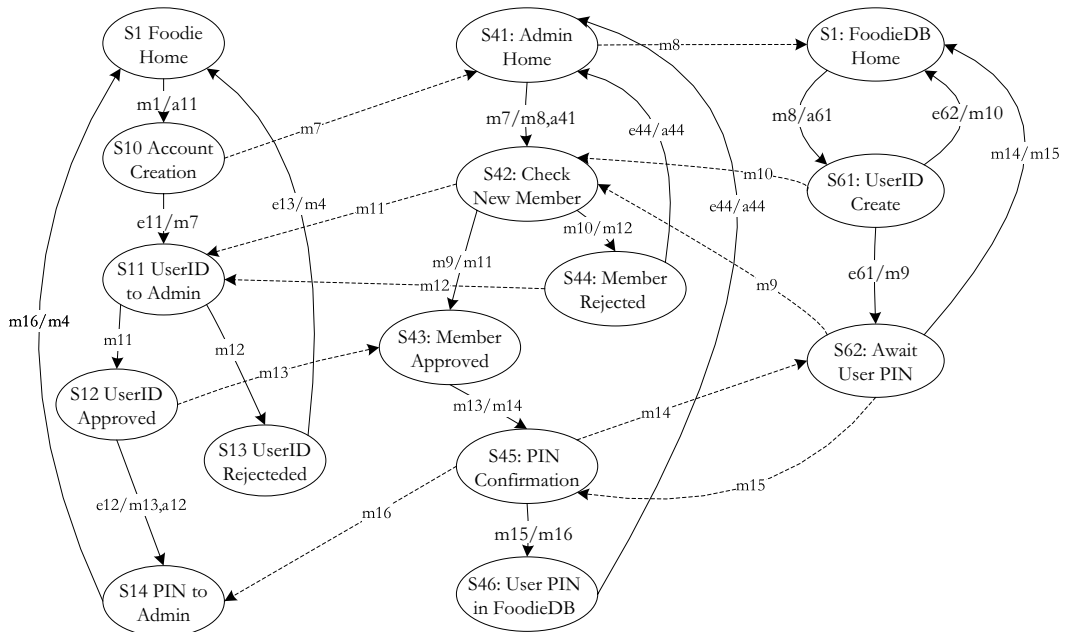 S1 Foodie
Home
S41: Admin
Home
S1: FoodieDB
Home
m8
m1/a11
m7/m8,a41
m8/a61
e62/m10
m7
e44/a44
m14/m15
S10 Account
Creation
S42: Check
New Member
m10
S61: UserID
Create
e11/m7
e13/m4
m11
e44/a44
m10/m12
S11 UserID
to Admin
m9/m11
m12
S44: Member
Rejected
m9
e61/m9
m16/m4
m11
m12
S43: Member
Approved
S62: Await
User PIN
m13
S12 UserID
Approved
m13/m14
m14
S13 UserID
Rejecteded
S45: PIN
Confirmation
m15
e12/m13,a12
m16
m15/m16
S14 PIN to
Admin
S46: User PIN
in FoodieDB